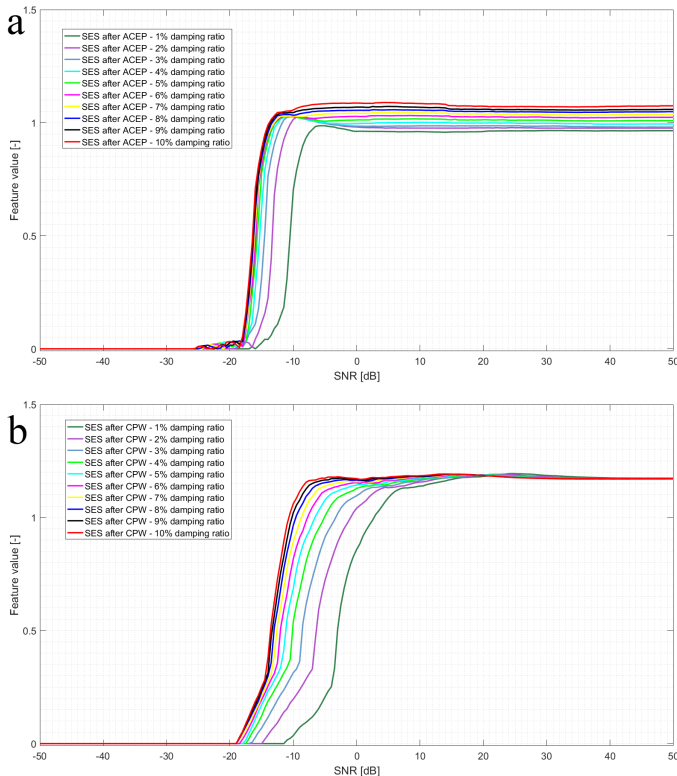 a
1.5
1
0.5
0
Feature value [-]
SES after ACEP - 1% damping ratio
SES after ACEP - 2% damping ratio
SES after ACEP - 3% damping ratio
SES after ACEP - 4% damping ratio
SES after ACEP - 5% damping ratio
SES after ACEP - 6% damping ratio
SES after ACEP - 7% damping ratio
SES after ACEP - 8% damping ratio
SES after ACEP - 9% damping ratio
SES after ACEP - 10% damping ratio
-50 -40 -30 -20 -10 0 10 20 30 40 50
SNR [dB]
b
1.5
1
0.5
0
Feature value [-]
SES after CPW - 1% damping ratio
SES after CPW - 2% damping ratio
SES after CPW - 3% damping ratio
SES after CPW - 4% damping ratio
SES after CPW - 5% damping ratio
SES after CPW - 6% damping ratio
SES after CPW - 7% damping ratio
SES after CPW - 8% damping ratio
SES after CPW - 9% damping ratio
SES after CPW - 10% damping ratio
-50 -40 -30 -20 -10 0 10 20 30 40 50
SNR [dB]